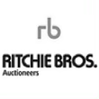 rb
RITCHIE BROS.
Auctioneers